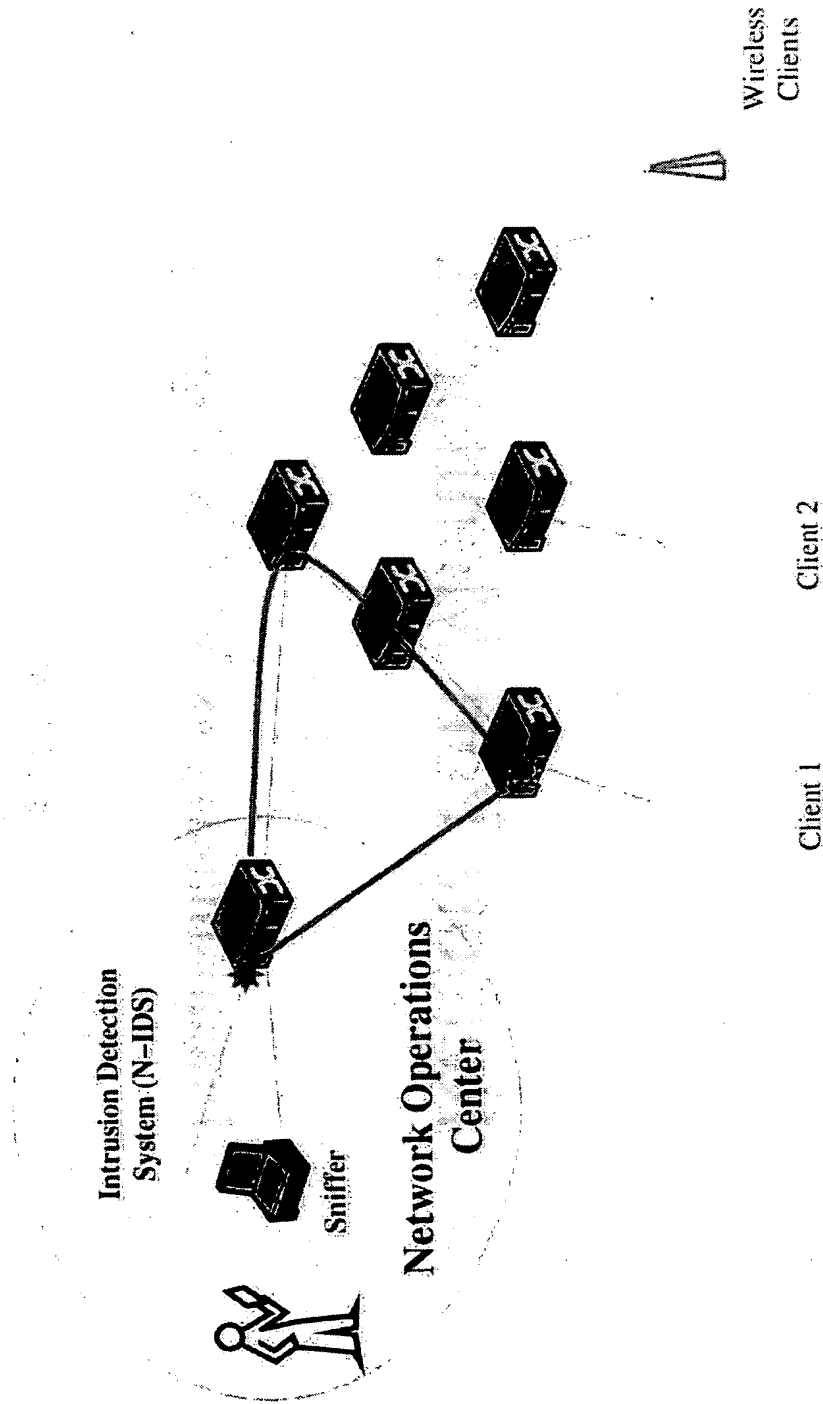 Intrusion Detection
System (N–IDS)
Sniffer
Network Operations
Center
Client 1
Client 2
Wireless
Clients